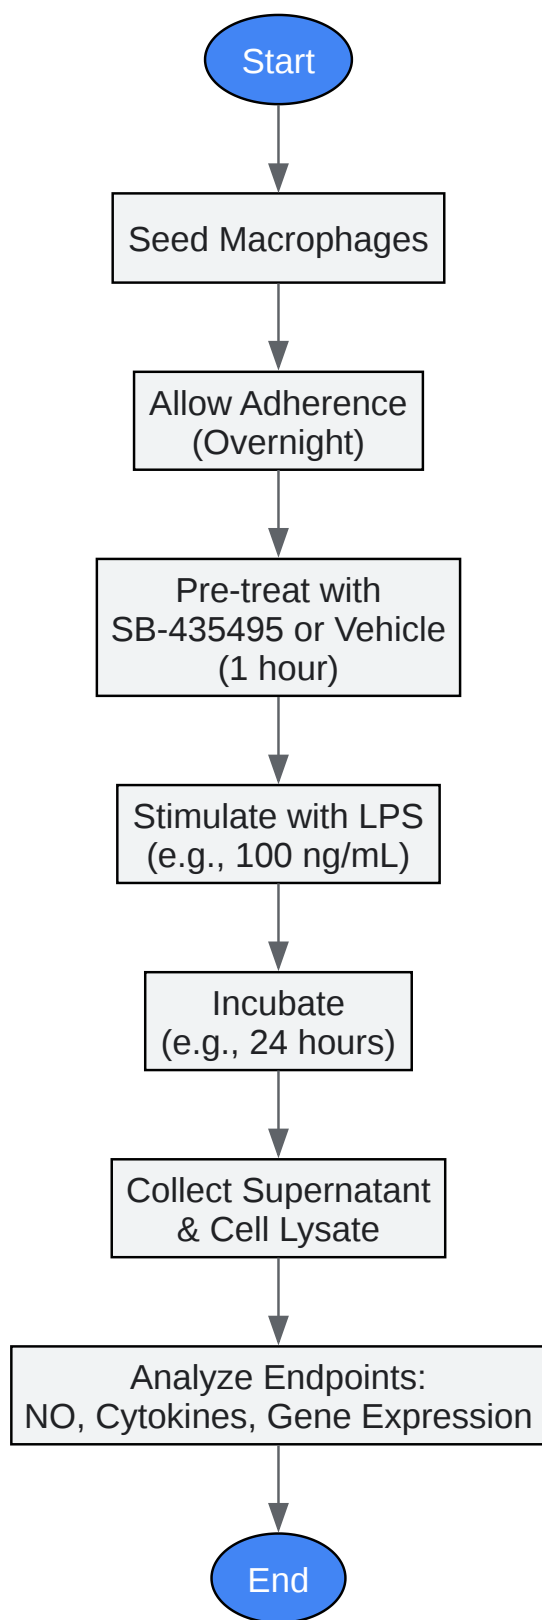 Start
Seed Macrophages
Allow Adherence
(Overnight)
Pre-treat with
SB-435495 or Vehicle
(1 hour)
Stimulate with LPS
(e.g., 100 ng/mL)
Incubate
(e.g., 24 hours)
Collect Supernatant
& Cell Lysate
Analyze Endpoints:
NO, Cytokines, Gene Expression
End